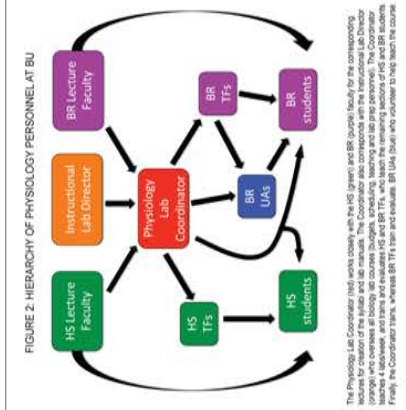 FIGURE 2: HIERARCHY OF PHYSIOLOGY PERSONNEL AT BU
HS Lecture
Faculty
Instructional
Lab Director
BR Lecture
Faculty
Physiology
Lab
Coordinator
HS
TFs
BR
UAs
BR
TFs
HS
students
BR
students
The Physiology Lab Coordinator (red) works closely with the HS (green) and BR (purple) faculty for the corresponding
lectures for creation of the syllabi and lab manuals. The Coordinator also corresponds with the Instructional Lab Director
(orange) who oversees all biology lab courses (budgets, scheduling, teaching and lab prep personnel). The Coordinator
teaches 4 labs/week, and trains and evaluates HS and BR TFs, who teach the remaining sections of HS and BR students.
Finally, the Coordinator trains, whereas BR TFs train and evaluate, BR UAs (blue) who volunteer to help teach the course.